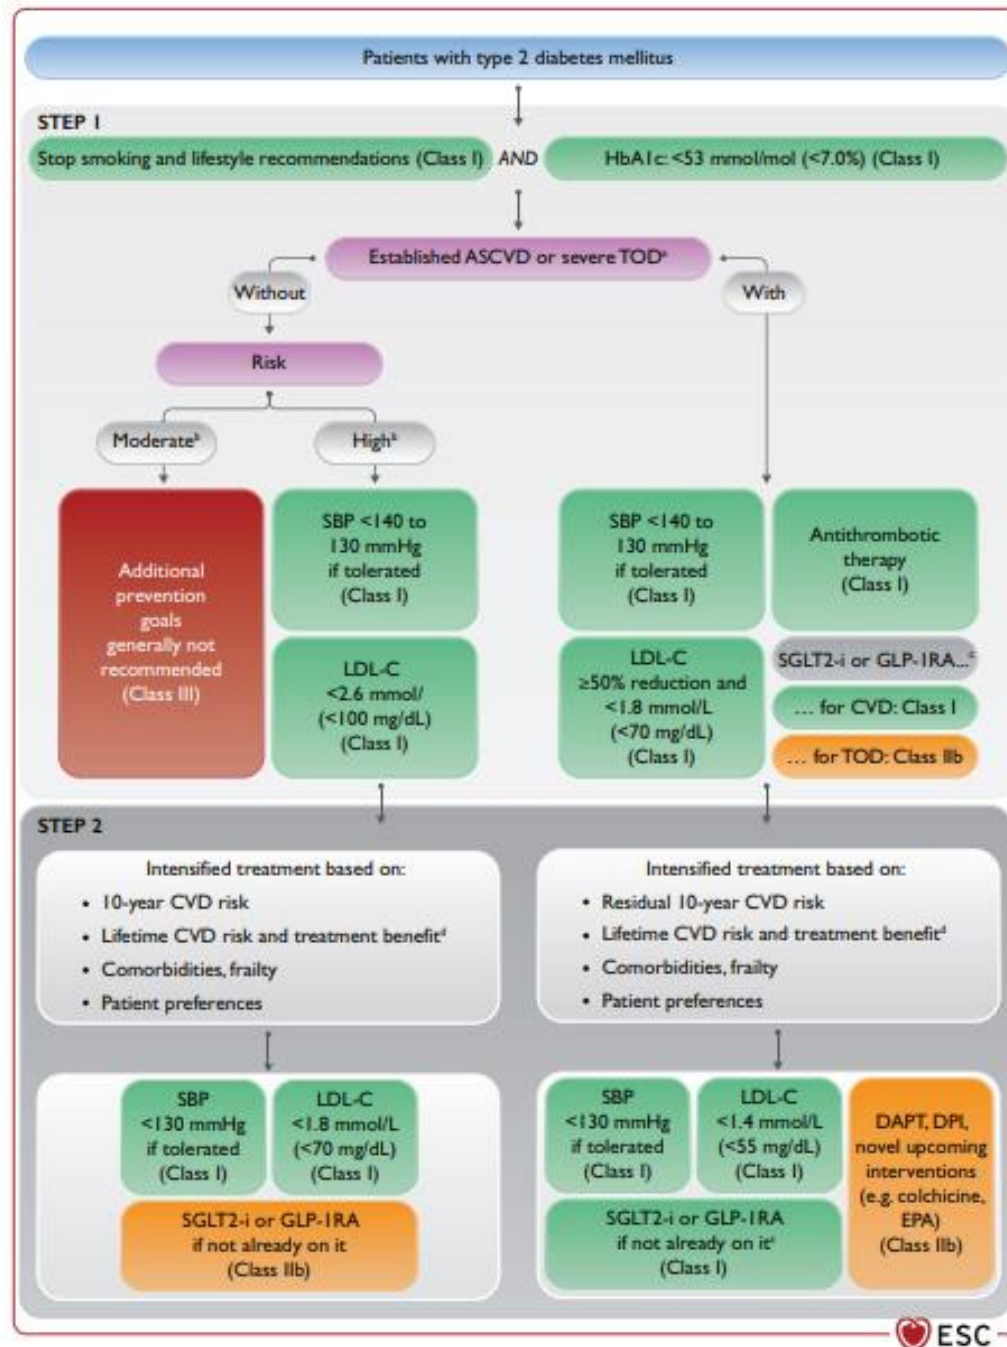 Patients with type 2 diabetes mellitus
STEP 1
Stop smoking and lifestyle recommendations (Class I)
AND
HbA1c: <53 mmol/mol (<7.0%) (Class I)
Established ASCVD or severe TODᵃ
Without
With
Risk
Moderateᵇ
Highᵇ
Additional
prevention
goals
generally not
recommended
(Class III)
SBP <140 to
130 mmHg
if tolerated
(Class I)
LDL-C
<2.6 mmol/
(<100 mg/dL)
(Class I)
SBP <140 to
130 mmHg
if tolerated
(Class I)
LDL-C
≥50% reduction and
<1.8 mmol/L
(<70 mg/dL)
(Class I)
Antithrombotic
therapy
(Class I)
SGLT2-i or GLP-1RA...ᶜ
... for CVD: Class I
... for TOD: Class IIb
STEP 2
Intensified treatment based on:
• 10-year CVD risk
• Lifetime CVD risk and treatment benefitᵈ
• Comorbidities, frailty
• Patient preferences
Intensified treatment based on:
• Residual 10-year CVD risk
• Lifetime CVD risk and treatment benefitᵈ
• Comorbidities, frailty
• Patient preferences
SBP
<130 mmHg
if tolerated
(Class I)
LDL-C
<1.8 mmol/L
(<70 mg/dL)
(Class I)
SGLT2-i or GLP-1RA
if not already on it
(Class IIb)
SBP
<130 mmHg
if tolerated
(Class I)
LDL-C
<1.4 mmol/L
(<55 mg/dL)
(Class I)
SGLT2-i or GLP-1RA
if not already on itᶜ
(Class I)
DAPT, DPI,
novel upcoming
interventions
(e.g. colchicine,
EPA)
(Class IIb)
ESC